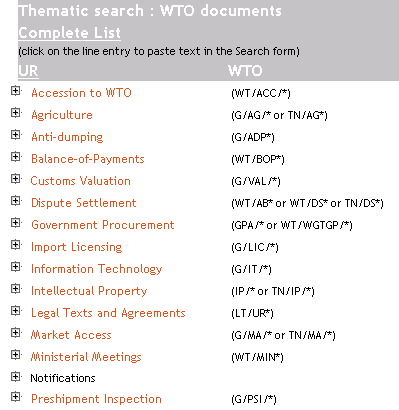 Thematic search : WTO documents
Complete List
(click on the line entry to paste text in the Search form)
UR WTO
Accession to WTO (WT/ACC/*)
Agriculture (G/AG/* or TN/AG*)
Anti-dumping (G/ADP*)
Balance-of-Payments (WT/BOP*)
Customs Valuation (G/VAL/*)
Dispute Settlement (WT/AB* or WT/DS* or TN/DS*)
Government Procurement (GPA/* or WT/WGTGP/*)
Import Licensing (G/LIC/*)
Information Technology (G/IT/*)
Intellectual Property (IP/* or TN/IP/*)
Legal Texts and Agreements (LT/UR*)
Market Access (G/MA/* or TN/MA/*)
Ministerial Meetings (WT/MIN*)
Notifications
Preshipment Inspection (G/PSI/*)